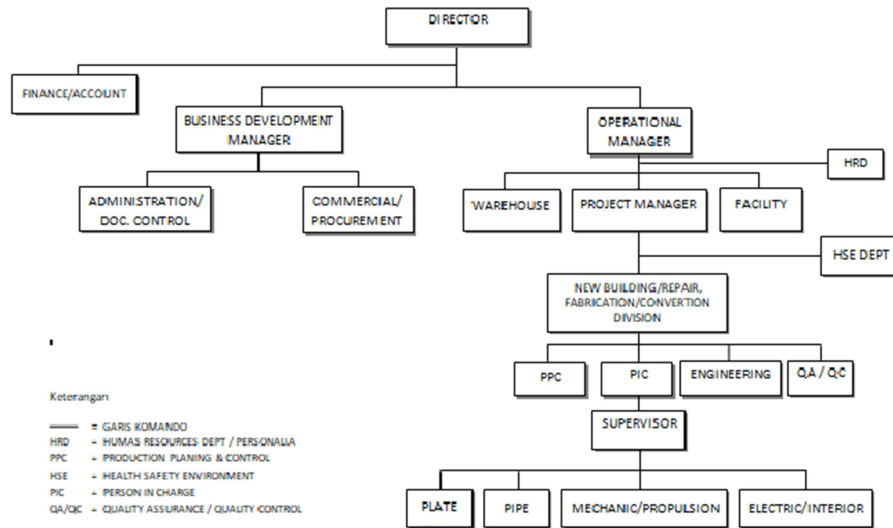 DIRECTOR
FINANCE/ACCOUNT
BUSINESS DEVELOPMENT
MANAGER
OPERATIONAL
MANAGER
HRD
ADMINISTRATION/
DOC. CONTROL
COMMERCIAL/
PROCUREMENT
WAREHOUSE
PROJECT MANAGER
FACILITY
HSE DEPT
NEW BUILDING/REPAIR,
FABRICATION/CONVERTION
DIVISION
PPC
PIC
ENGINEERING
QA / QC
SUPERVISOR
PLATE
PIPE
MECHANIC/PROPULSION
ELECTRIC/INTERIOR
Keterangan
= GARIS KOMANDO
HRD = HUMAS RESOURCES DEPT / PERSONALIA
PPC = PRODUCTION PLANING & CONTROL
HSE = HEALTH SAFETY ENVIRONMENT
PIC = PERSON IN CHARGE
QA/QC = QUALITY ASSURANCE / QUALITY CONTROL